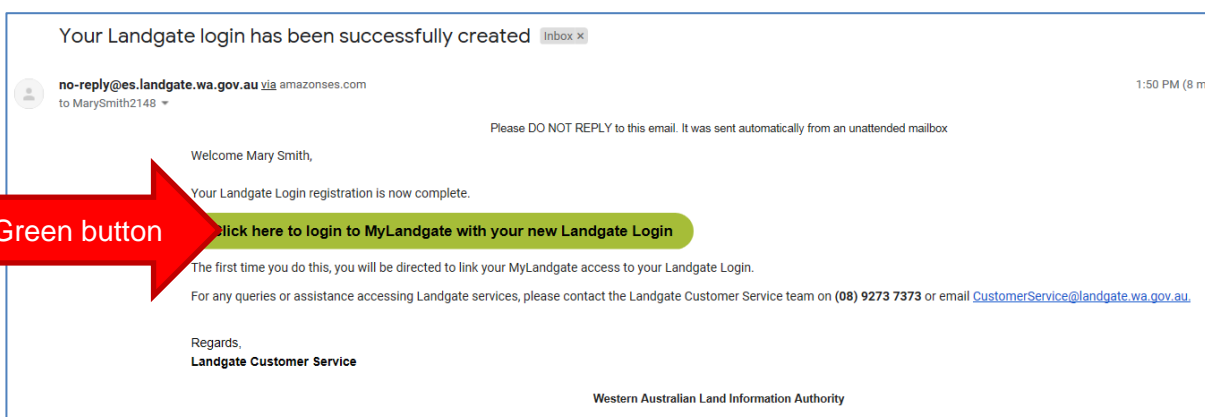 Your Landgate login has been successfully created Inbox ×
no-reply@es.landgate.wa.gov.au via amazonses.com 1:50 PM (8 m
to MarySmith2148
Please DO NOT REPLY to this email. It was sent automatically from an unattended mailbox
Welcome Mary Smith,
Your Landgate Login registration is now complete.
Green button
lick here to login to MyLandgate with your new Landgate Login
The first time you do this, you will be directed to link your MyLandgate access to your Landgate Login.
For any queries or assistance accessing Landgate services, please contact the Landgate Customer Service team on (08) 9273 7373 or email CustomerService@landgate.wa.gov.au.
Regards,
Landgate Customer Service
Western Australian Land Information Authority